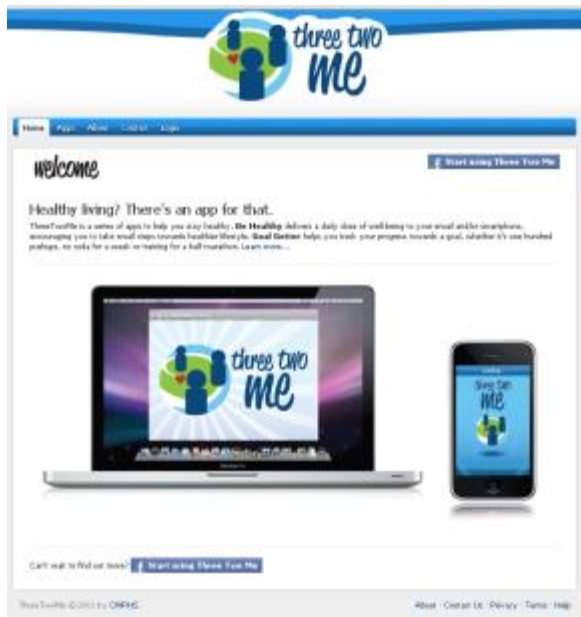 three two
me
Home Apps About Contact Login
welcome
Start using Three Two Me
Healthy living? There's an app for that.
ThreeTwoMe is a series of apps to help you stay healthy. Be Healthy delivers a daily dose of well-being to your email and/or smartphone,
encouraging you to take small steps towards healthier lifestyle. Goal Getter helps you track your progress towards a goal, whether it's one hundred
pushups, no soda for a week or training for a half marathon. Learn more...
three two
me
three two
me
Can't wait to find out more? Start using Three Two Me
ThreeTwoMe © by
About Contact Us Privacy Terms Help